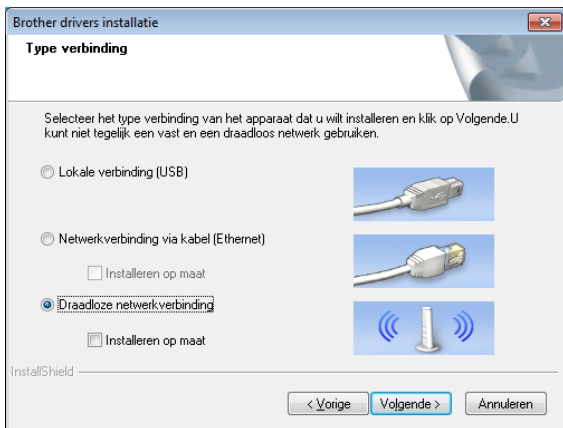 Brother drivers installatie
Type verbinding
Selecteer het type verbinding van het apparaat dat u wilt installeren en klik op Volgende.U
kunt niet tegelijk een vast en een draadloos netwerk gebruiken.
Lokale verbinding (USB)
Netwerkverbinding via kabel (Ethernet)
Installeren op maat
Draadloze netwerkverbinding
Installeren op maat
InstallShield
< Vorige
Volgende >
Annuleren